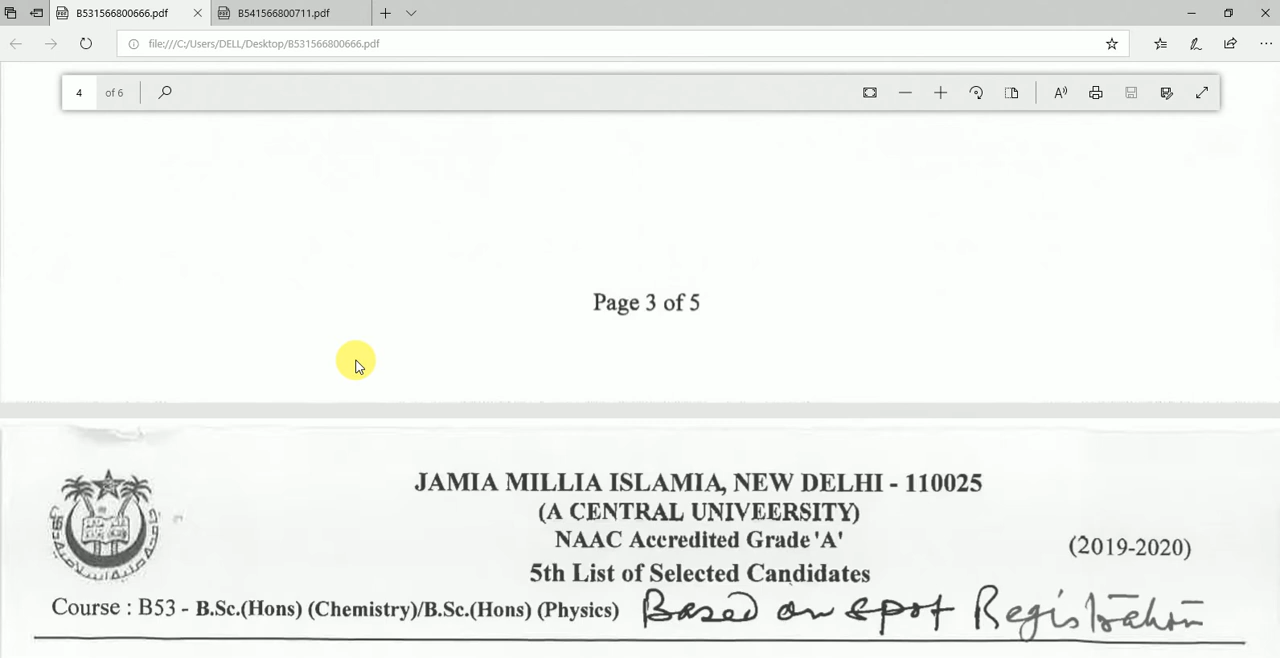 B531566800666.pdf
B541566800711.pdf
file:///C:/Users/DELL/Desktop/B531566800666.pdf
4 of 6
Page 3 of 5
JAMIA MILLIA ISLAMIA, NEW DELHI - 110025
(A CENTRAL UNIVEERSITY)
NAAC Accredited Grade 'A'
(2019-2020)
5th List of Selected Candidates
Course : B53 - B.Sc.(Hons) (Chemistry)/B.Sc.(Hons) (Physics) Based on spot Registration